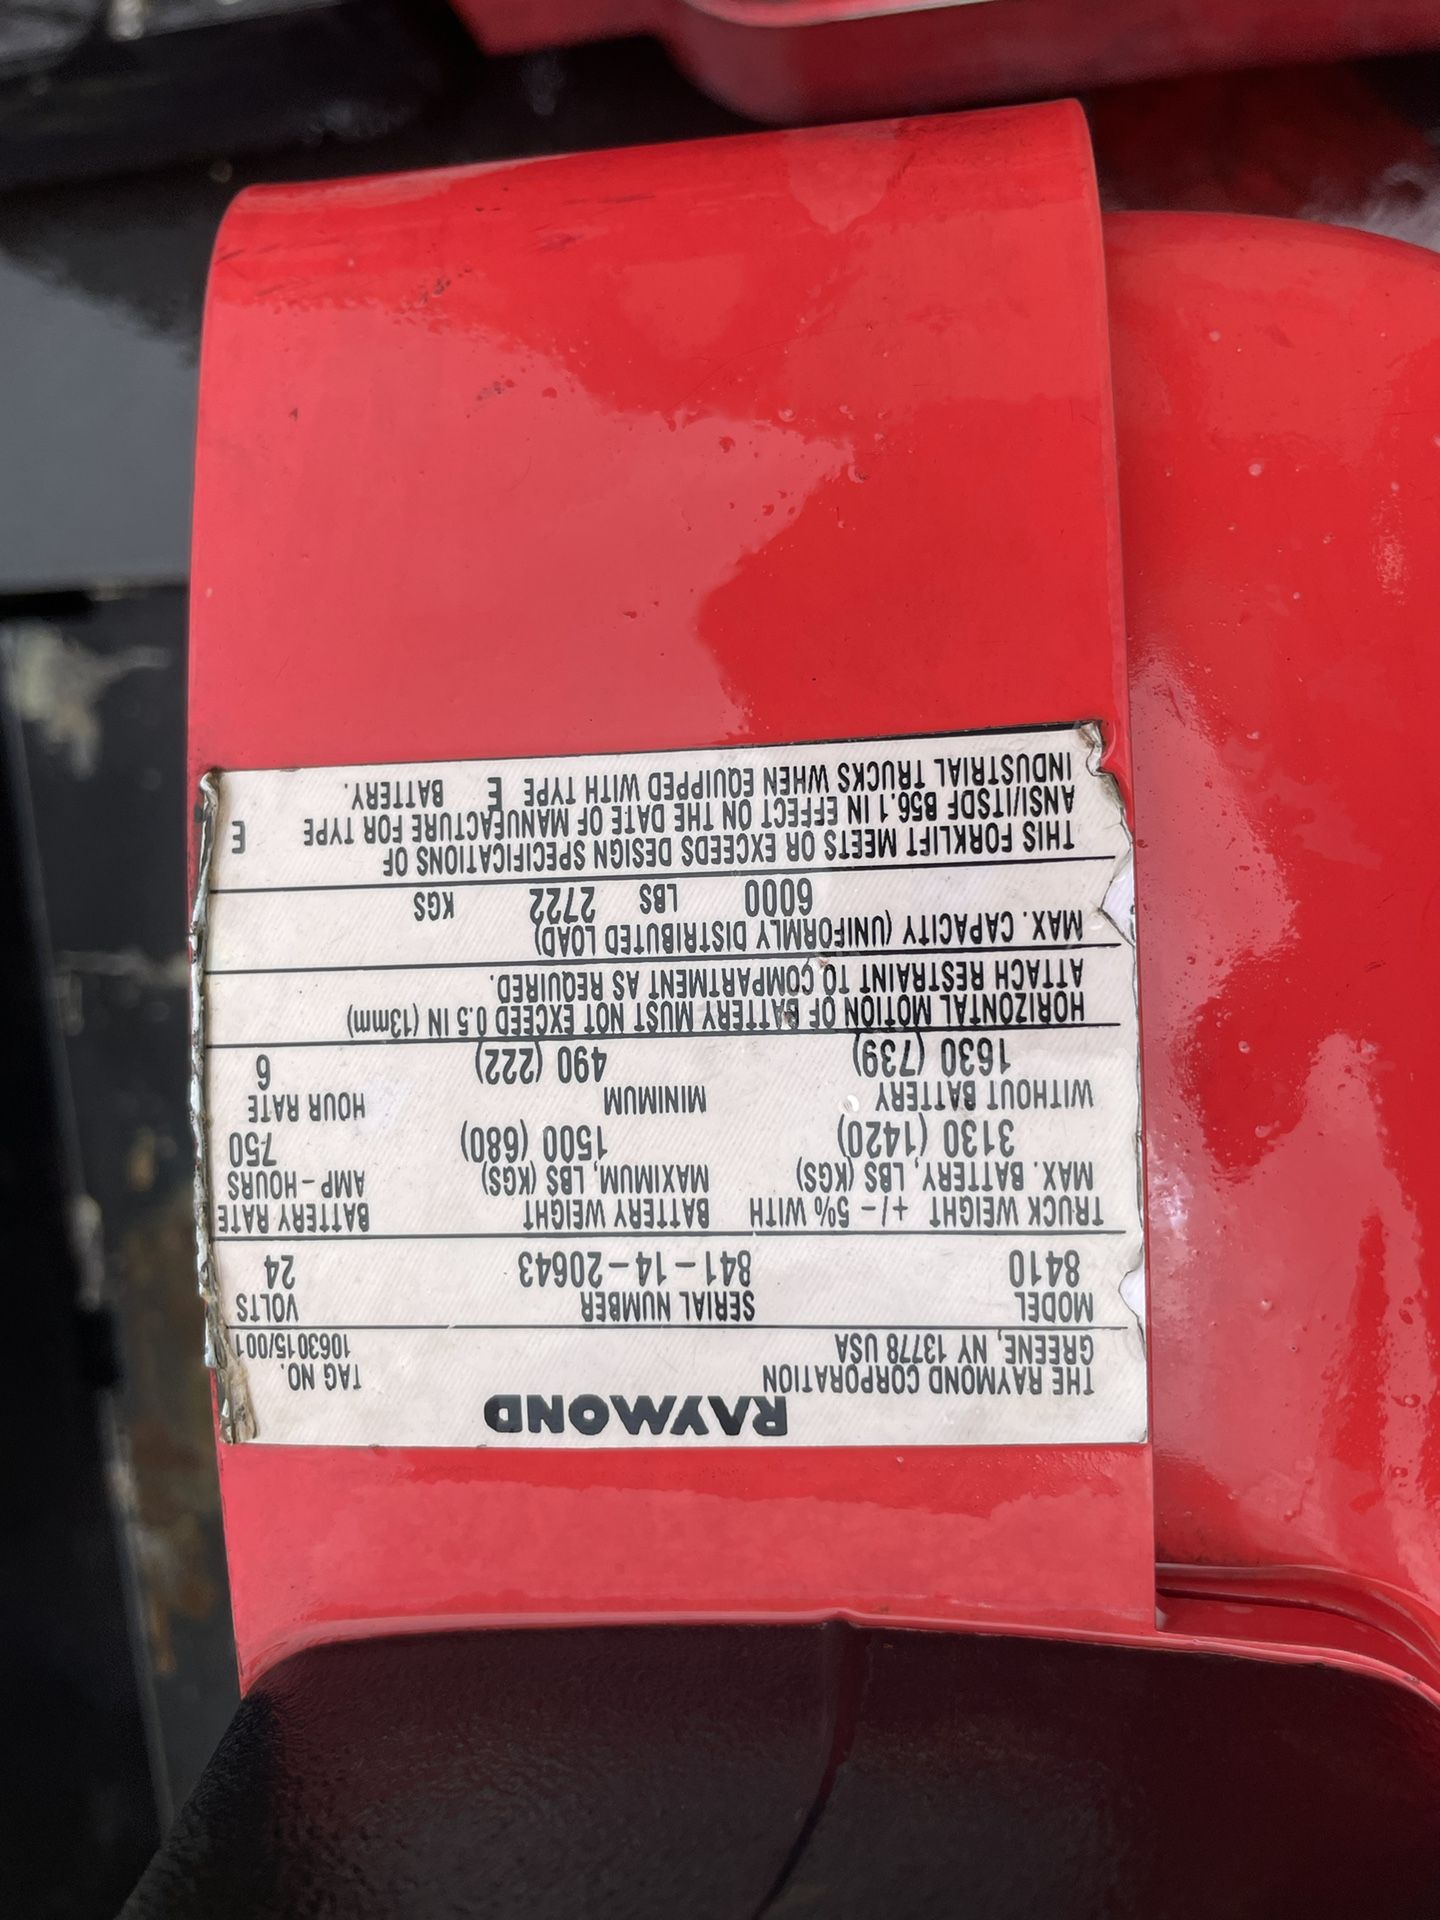 RAYMOND
THE RAYMOND CORPORATION TAG NO.
GREENE, NY 13778 USA 1063015/001
MODEL SERIAL NUMBER VOLTS
8410 841-14-20643 24
TRUCK WEIGHT +/- 5% WITH BATTERY WEIGHT BATTERY RATE
MAX. BATTERY, LBS (KGS) MAXIMUM, LBS (KGS) AMP-HOURS
3130 (1420) 1500 (680) 750
WITHOUT BATTERY MINIMUM HOUR RATE
1630 (739) 490 (222) 6
HORIZONTAL MOTION OF BATTERY MUST NOT EXCEED 0.5 IN (13mm)
ATTACH RESTRAINT TO COMPARTMENT AS REQUIRED.
MAX. CAPACITY (UNIFORMLY DISTRIBUTED LOAD)
6000 LBS 2722 KGS
THIS FORKLIFT MEETS OR EXCEEDS DESIGN SPECIFICATIONS OF
ANSI/ITSDF B56.1 IN EFFECT ON THE DATE OF MANUFACTURE FOR TYPE E
INDUSTRIAL TRUCKS WHEN EQUIPPED WITH TYPE E BATTERY.